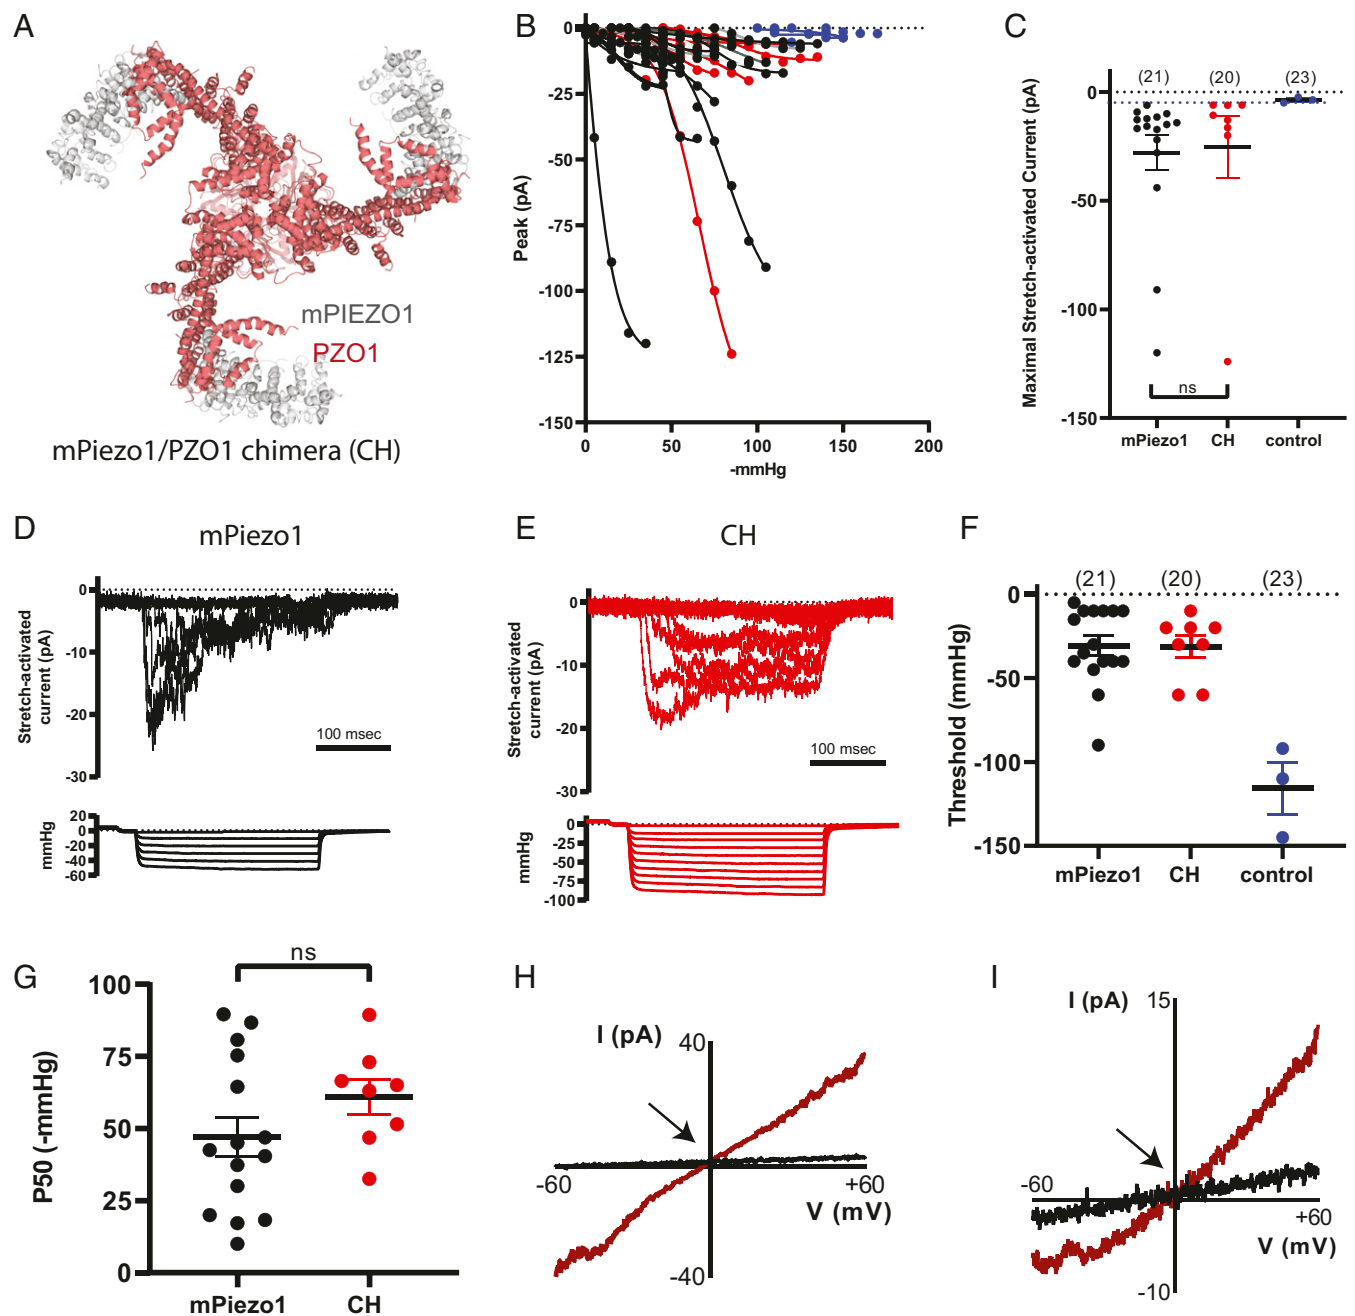 A
mPIEZO1
PZO1
mPiezo1/PZO1 chimera (CH)
B
Peak (pA)
0
-25
-50
-75
-100
-125
-150
0
50
100
150
200
-mmHg
C
Maximal Stretch-activated Current (pA)
(21)
(20)
(23)
0
-50
-100
-150
ns
mPiezo1
CH
control
D
mPiezo1
Stretch-activated
current (pA)
0
-10
-20
-30
100 msec
mmHg
20
0
-20
-40
-60
E
CH
Stretch-activated
current (pA)
0
-10
-20
-30
100 msec
mmHg
0
-25
-50
-75
-100
F
Threshold (mmHg)
(21)
(20)
(23)
0
-50
-100
-150
mPiezo1
CH
control
G
P50 (-mmHg)
ns
100
75
50
25
0
mPiezo1
CH
H
I (pA)
40
-60
+60
V (mV)
-40
I
I (pA)
15
-60
+60
V (mV)
-10